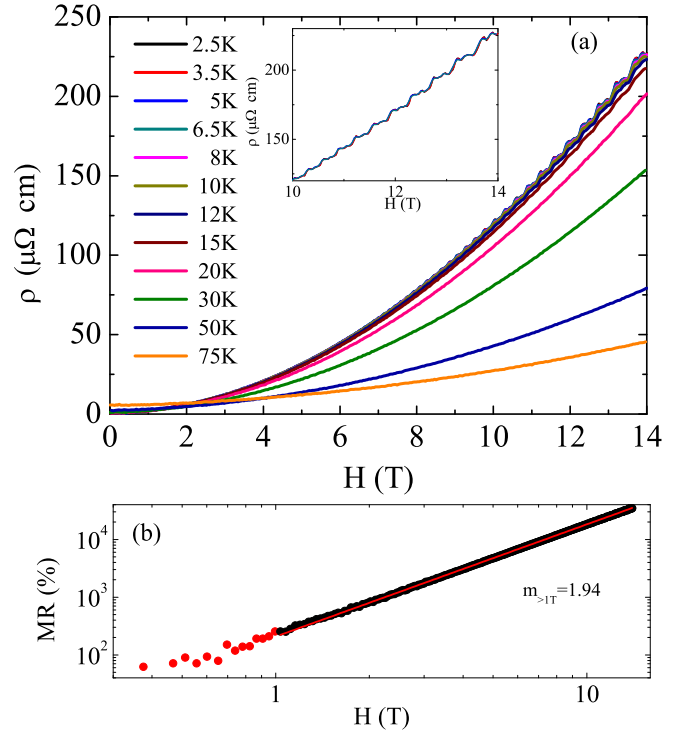 (a)
250
200
150
100
50
0
ρ (μΩ cm)
2.5K
3.5K
5K
6.5K
8K
10K
12K
15K
20K
30K
50K
75K
200
150
ρ (μΩ cm)
10 12 14
H (T)
0 2 4 6 8 10 12 14
H (T)
(b)
10⁴
10³
10²
MR (%)
m>1T=1.94
1 10
H (T)